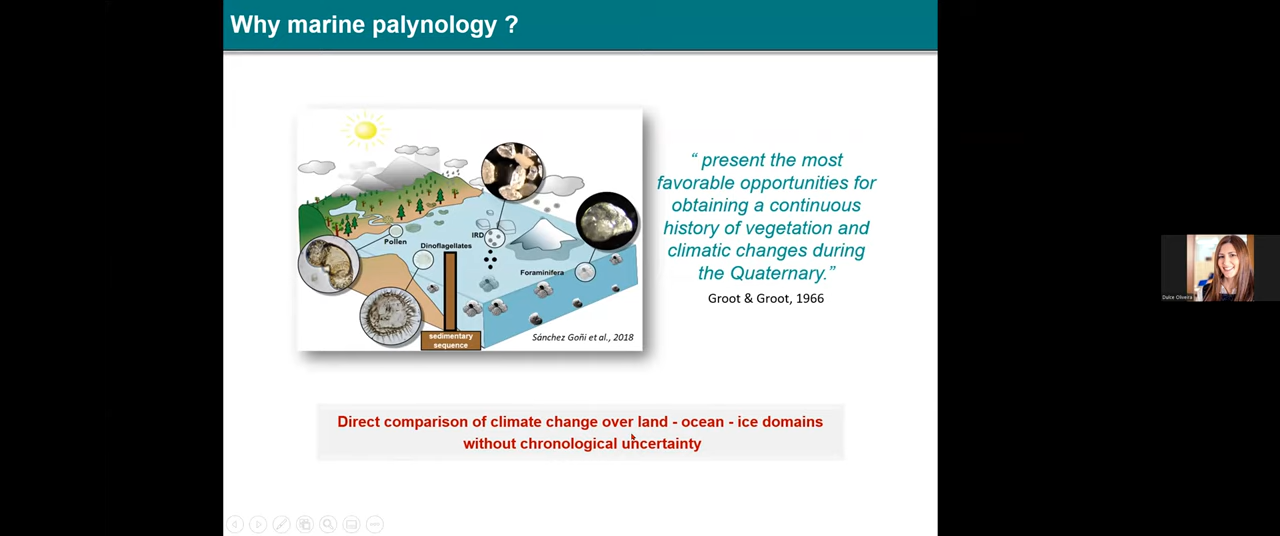 Why marine palynology ?
Pollen
Dinoflagellates
IRD
Foraminifera
sedimentary
sequence
Sánchez Goñi et al., 2018
“ present the most
favorable opportunities for
obtaining a continuous
history of vegetation and
climatic changes during
the Quaternary.”
Groot & Groot, 1966
Direct comparison of climate change over land - ocean - ice domains
without chronological uncertainty
Dulce Oliveira